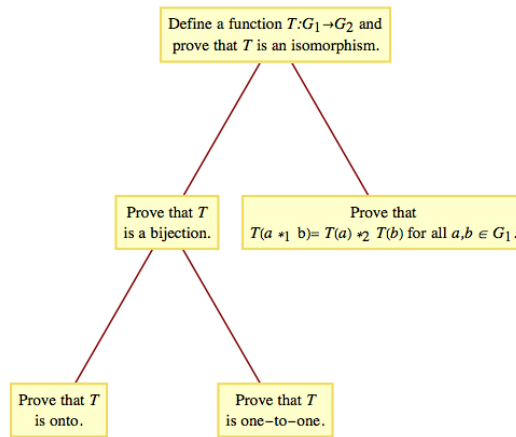 Define a function T:G₁→G₂ and
prove that T is an isomorphism.
Prove that T
is a bijection.
Prove that
T(a *₁ b)= T(a) *₂ T(b) for all a,b ∈ G₁.
Prove that T
is onto.
Prove that T
is one−to−one.